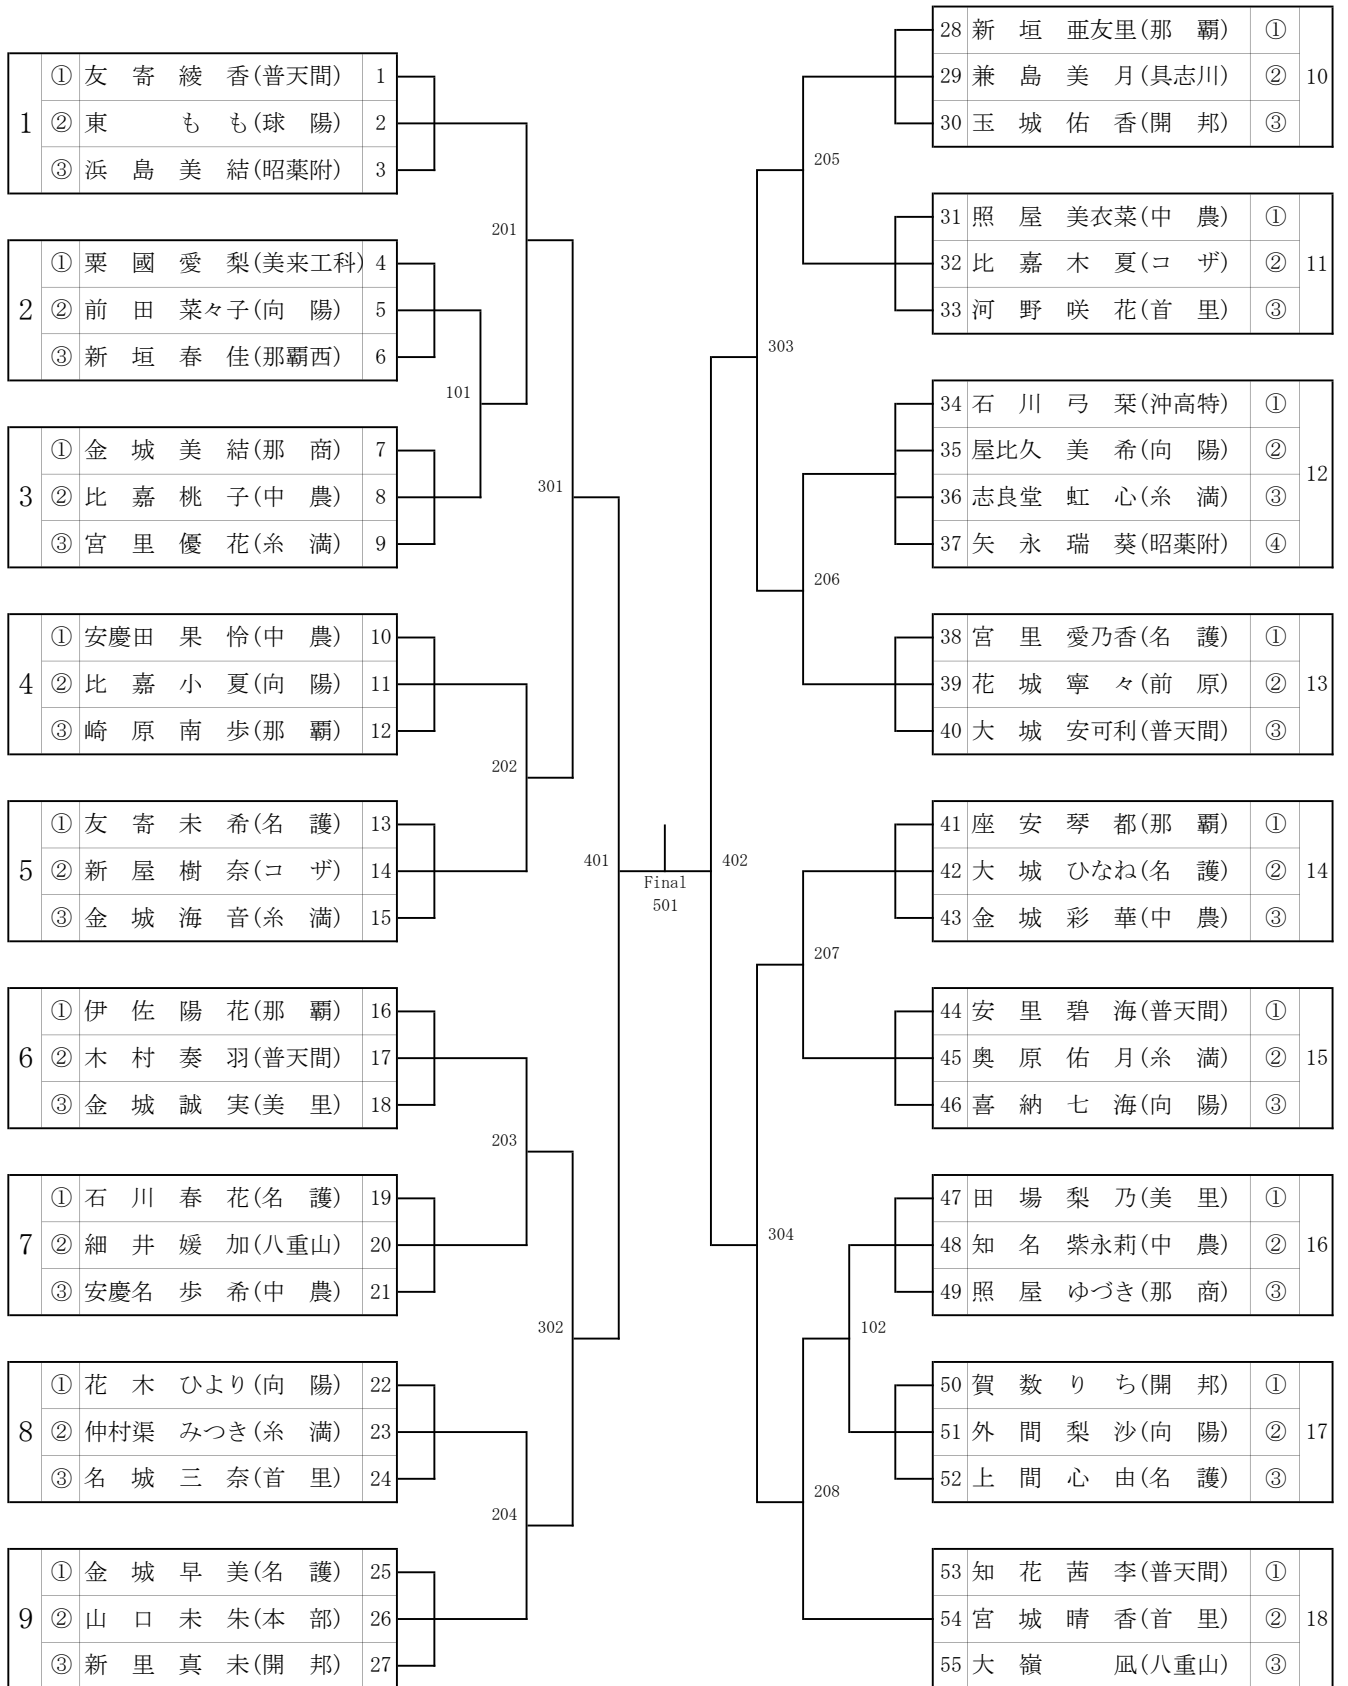 1
① 友寄綾香(普天間) 1
② 東もも(球陽) 2
③ 浜島美結(昭薬附) 3
201
2
① 粟國愛梨(美来工科) 4
② 前田菜々子(向陽) 5
③ 新垣春佳(那覇西) 6
101
3
① 金城美結(那商) 7
② 比嘉桃子(中農) 8
③ 宮里優花(糸満) 9
301
4
① 安慶田果怜(中農) 10
② 比嘉小夏(向陽) 11
③ 崎原南歩(那覇) 12
202
5
① 友寄未希(名護) 13
② 新屋樹奈(コザ) 14
③ 金城海音(糸満) 15
401
6
① 伊佐陽花(那覇) 16
② 木村奏羽(普天間) 17
③ 金城誠実(美里) 18
203
7
① 石川春花(名護) 19
② 細井媛加(八重山) 20
③ 安慶名歩希(中農) 21
302
8
① 花木ひより(向陽) 22
② 仲村渠みつき(糸満) 23
③ 名城三奈(首里) 24
204
9
① 金城早美(名護) 25
② 山口未朱(本部) 26
③ 新里真未(開邦) 27
Final
501
28 新垣亜友里(那覇) ①
29 兼島美月(具志川) ②
30 玉城佑香(開邦) ③
10
205
31 照屋美衣菜(中農) ①
32 比嘉木夏(コザ) ②
33 河野咲花(首里) ③
11
303
34 石川弓栞(沖高特) ①
35 屋比久美希(向陽) ②
36 志良堂虹心(糸満) ③
37 矢永瑞葵(昭薬附) ④
12
206
38 宮里愛乃香(名護) ①
39 花城寧々(前原) ②
40 大城安可利(普天間) ③
13
402
41 座安琴都(那覇) ①
42 大城ひなね(名護) ②
43 金城彩華(中農) ③
14
207
44 安里碧海(普天間) ①
45 奥原佑月(糸満) ②
46 喜納七海(向陽) ③
15
304
47 田場梨乃(美里) ①
48 知名紫永莉(中農) ②
49 照屋ゆづき(那商) ③
16
102
50 賀数りち(開邦) ①
51 外間梨沙(向陽) ②
52 上間心由(名護) ③
17
208
53 知花茜李(普天間) ①
54 宮城晴香(首里) ②
55 大嶺凪(八重山) ③
18